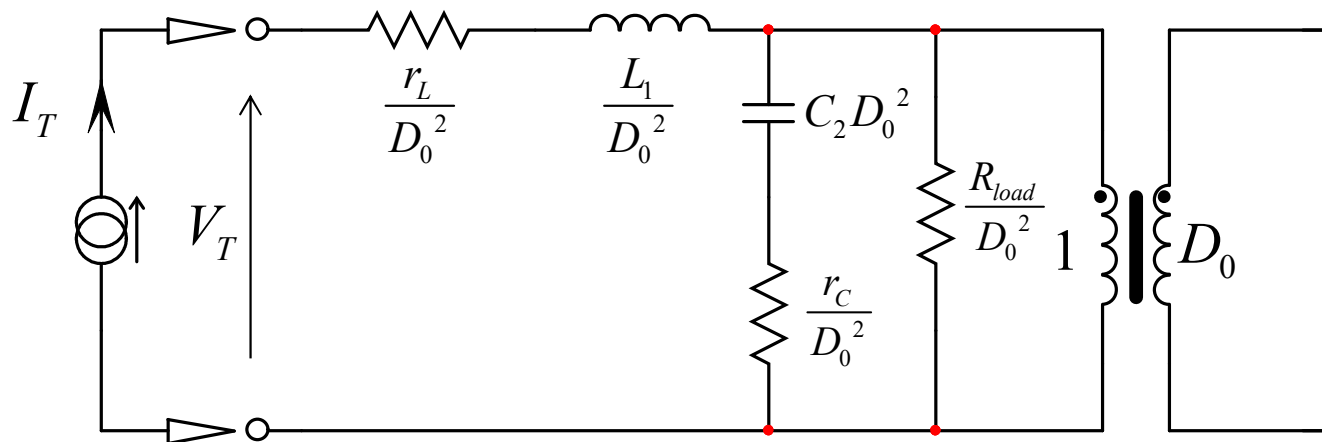 I_T
V_T
r_L
D_0^2
L_1
D_0^2
C_2 D_0^2
r_C
D_0^2
R_load
D_0^2
1
D_0